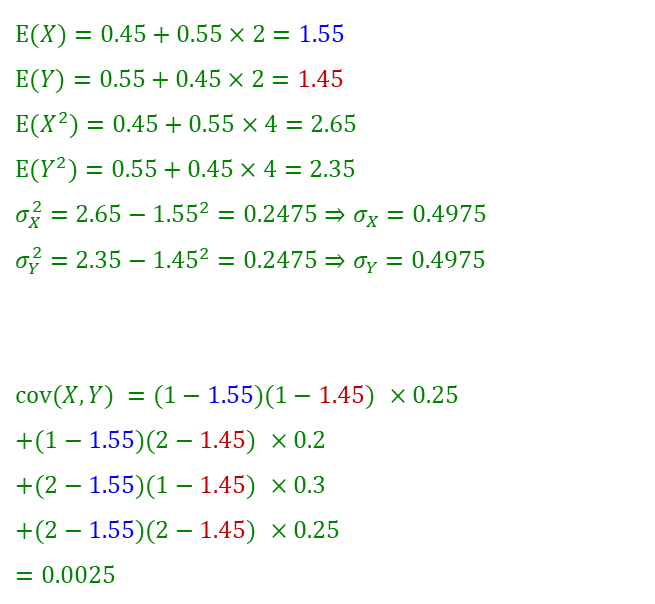 E(X) = 0.45 + 0.55 × 2 = 1.55
E(Y) = 0.55 + 0.45 × 2 = 1.45
E(X²) = 0.45 + 0.55 × 4 = 2.65
E(Y²) = 0.55 + 0.45 × 4 = 2.35
σ_X² = 2.65 − 1.55² = 0.2475 ⇒ σ_X = 0.4975
σ_Y² = 2.35 − 1.45² = 0.2475 ⇒ σ_Y = 0.4975
cov(X,Y) = (1 − 1.55)(1 − 1.45) × 0.25
+(1 − 1.55)(2 − 1.45) × 0.2
+(2 − 1.55)(1 − 1.45) × 0.3
+(2 − 1.55)(2 − 1.45) × 0.25
= 0.0025